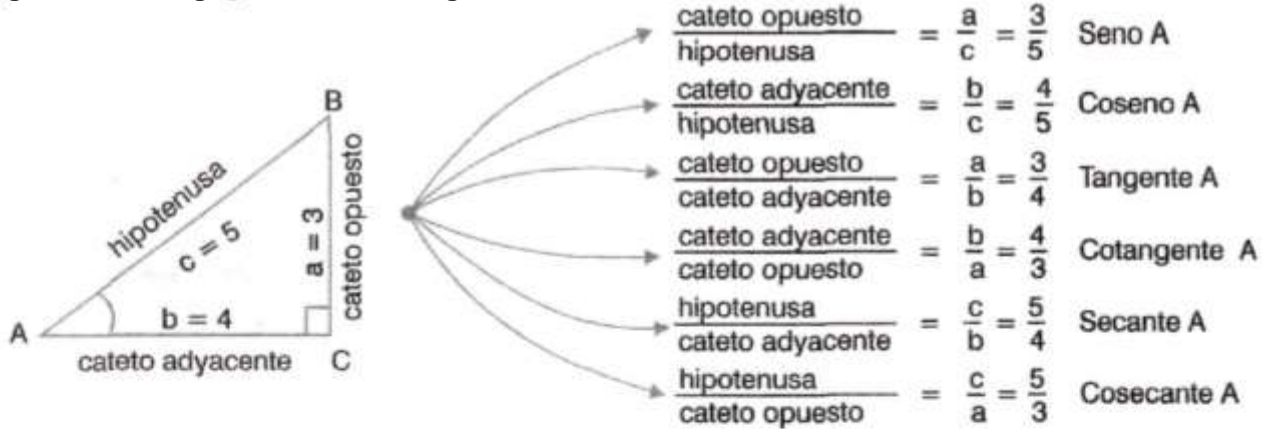 B
hipotenusa
c = 5
a = 3
cateto opuesto
A
b = 4
cateto adyacente
C
cateto opuesto / hipotenusa = a/c = 3/5 Seno A
cateto adyacente / hipotenusa = b/c = 4/5 Coseno A
cateto opuesto / cateto adyacente = a/b = 3/4 Tangente A
cateto adyacente / cateto opuesto = b/a = 4/3 Cotangente A
hipotenusa / cateto adyacente = c/b = 5/4 Secante A
hipotenusa / cateto opuesto = c/a = 5/3 Cosecante A